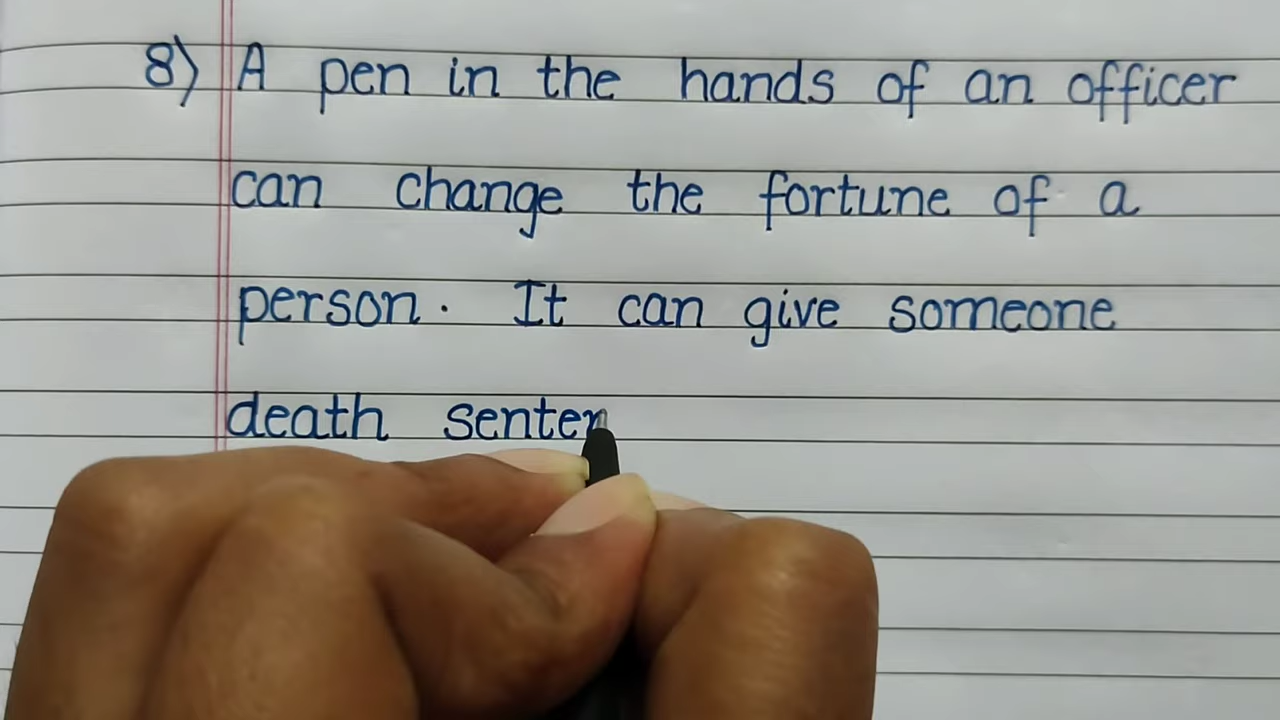 8) A pen in the hands of an officer
can change the fortune of a
person. It can give someone
death senten